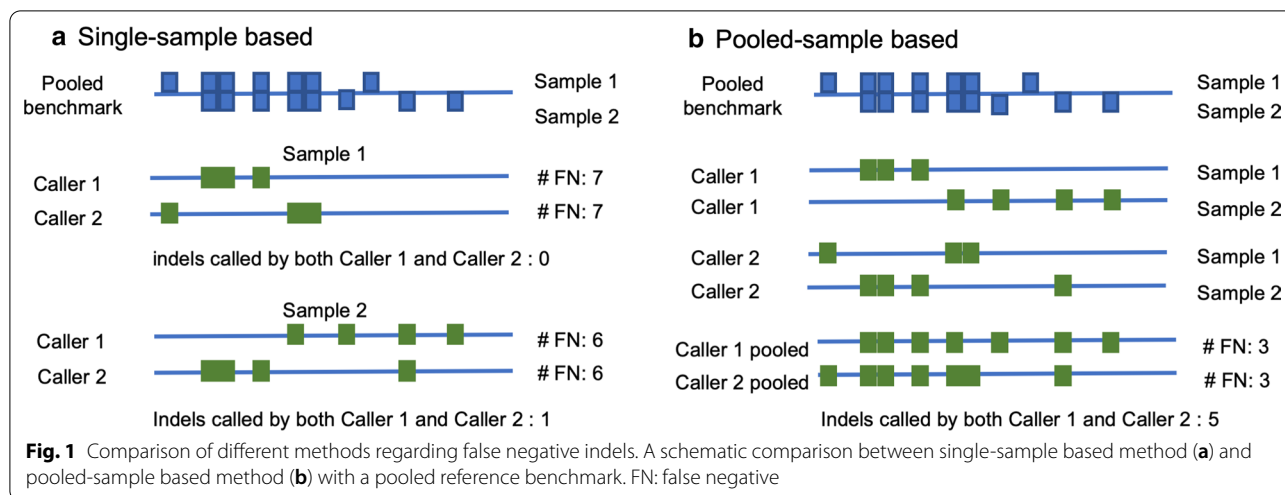 a Single-sample based
Pooled benchmark
Sample 1
Sample 2
Sample 1
Caller 1
# FN: 7
Caller 2
# FN: 7
indels called by both Caller 1 and Caller 2 : 0
Sample 2
Caller 1
# FN: 6
Caller 2
# FN: 6
Indels called by both Caller 1 and Caller 2 : 1
b Pooled-sample based
Pooled benchmark
Sample 1
Sample 2
Caller 1
Sample 1
Caller 1
Sample 2
Caller 2
Sample 1
Caller 2
Sample 2
Caller 1 pooled
# FN: 3
Caller 2 pooled
# FN: 3
Indels called by both Caller 1 and Caller 2 : 5
Fig. 1 Comparison of different methods regarding false negative indels. A schematic comparison between single-sample based method (a) and
pooled-sample based method (b) with a pooled reference benchmark. FN: false negative